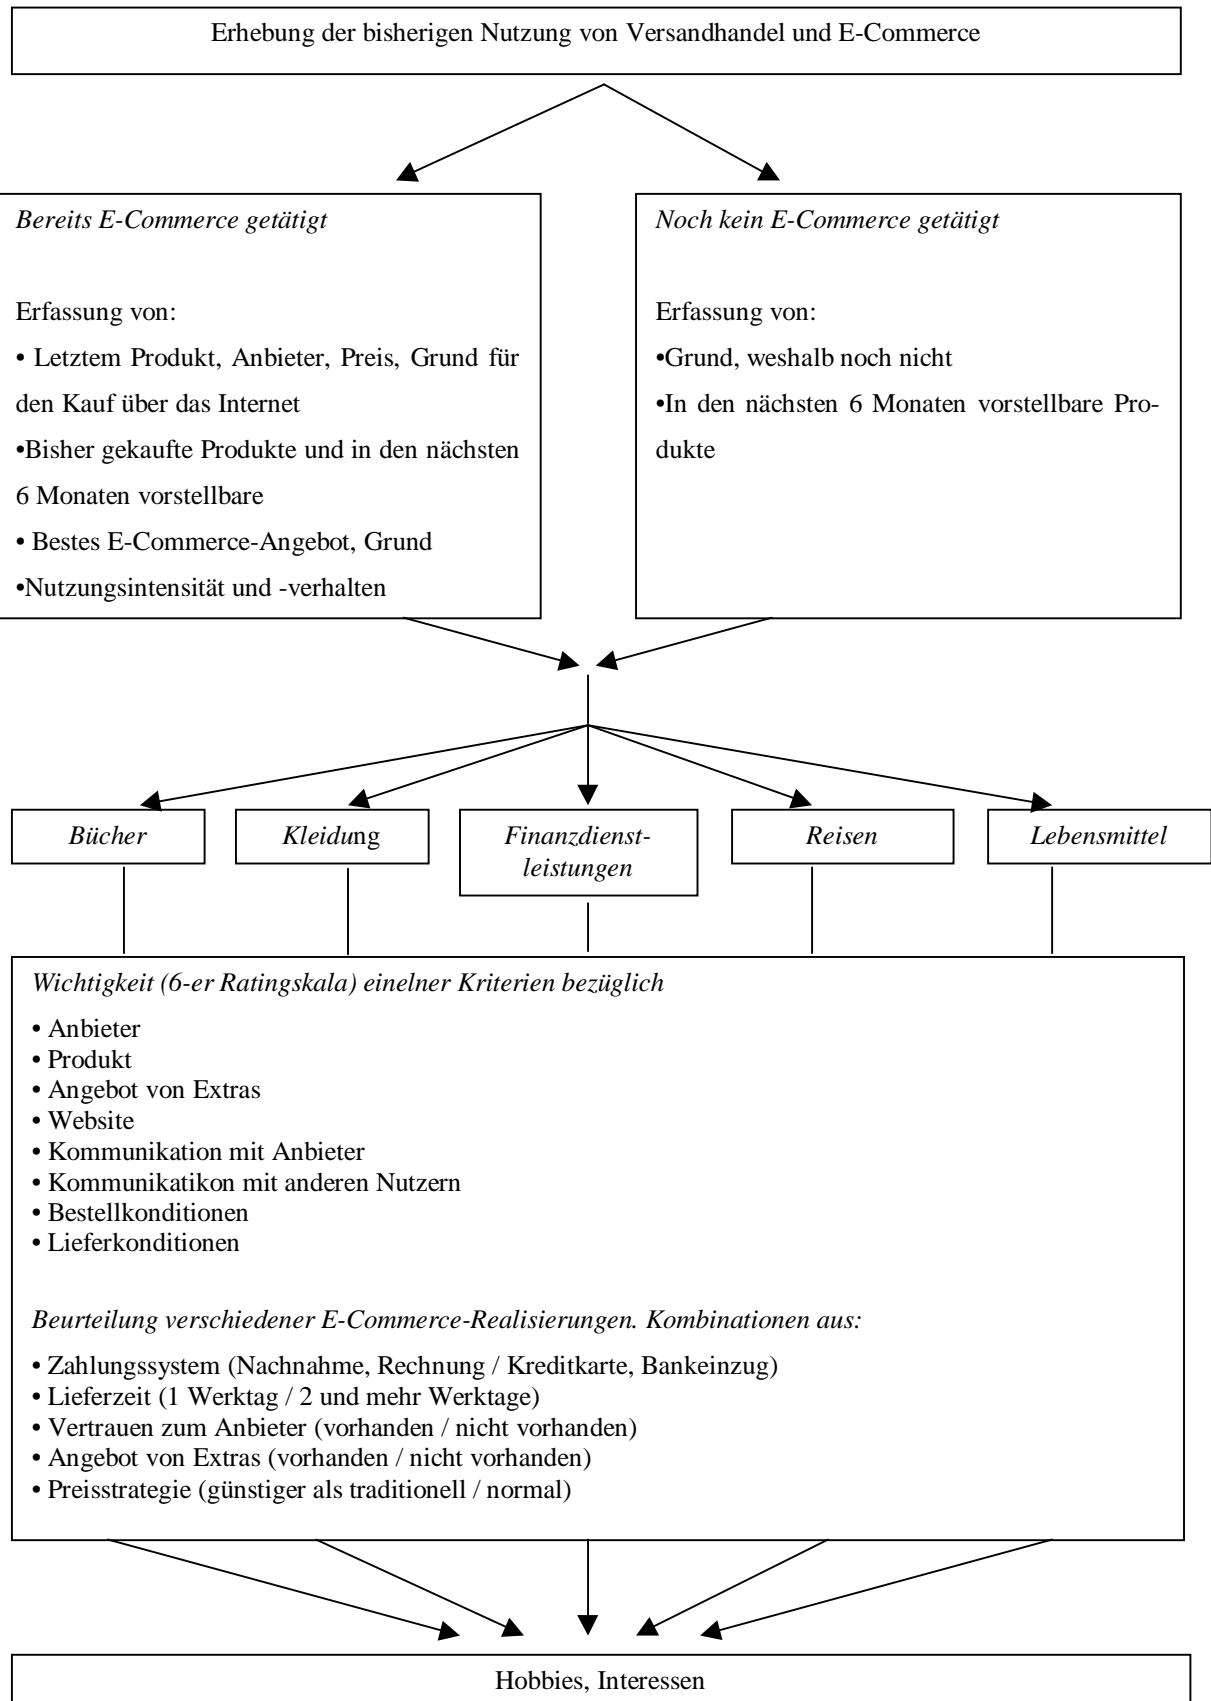 Erhebung der bisherigen Nutzung von Versandhandel und E-Commerce
Bereits E-Commerce getätigt
Erfassung von:
• Letztem Produkt, Anbieter, Preis, Grund für
den Kauf über das Internet
•Bisher gekaufte Produkte und in den nächsten
6 Monaten vorstellbare
• Bestes E-Commerce-Angebot, Grund
•Nutzungsintensität und -verhalten
Noch kein E-Commerce getätigt
Erfassung von:
•Grund, weshalb noch nicht
•In den nächsten 6 Monaten vorstellbare Pro-
dukte
Bücher
Kleidung
Finanzdienst-
leistungen
Reisen
Lebensmittel
Wichtigkeit (6-er Ratingskala) einelner Kriterien bezüglich
• Anbieter
• Produkt
• Angebot von Extras
• Website
• Kommunikation mit Anbieter
• Kommunikatikon mit anderen Nutzern
• Bestellkonditionen
• Lieferkonditionen
Beurteilung verschiedener E-Commerce-Realisierungen. Kombinationen aus:
• Zahlungssystem (Nachnahme, Rechnung / Kreditkarte, Bankeinzug)
• Lieferzeit (1 Werktag / 2 und mehr Werktage)
• Vertrauen zum Anbieter (vorhanden / nicht vorhanden)
• Angebot von Extras (vorhanden / nicht vorhanden)
• Preisstrategie (günstiger als traditionell / normal)
Hobbies, Interessen